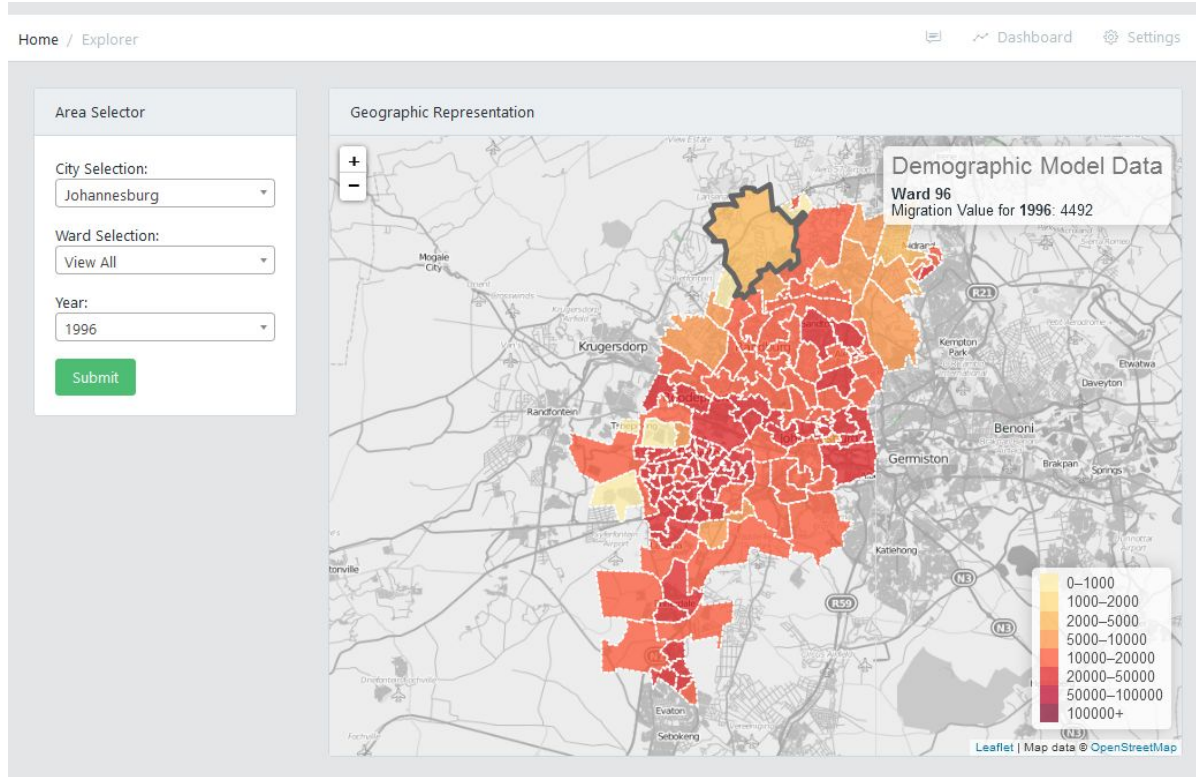 Home / Explorer
Dashboard
Settings
Area Selector
City Selection:
Johannesburg
Ward Selection:
View All
Year:
1996
Submit
Geographic Representation
+
−
Demographic Model Data
Ward 96
Migration Value for 1996: 4492
Mogale
City
Krugersdorp
Randfontein
R21
Kempton
Park
Etwatwa
Daveyton
Benoni
Germiston
Brakpan
Springs
Katlehong
N3
R59
N3
Evaton
Sebokeng
N3
0–1000
1000–2000
2000–5000
5000–10000
10000–20000
20000–50000
50000–100000
100000+
Leaflet | Map data © OpenStreetMap